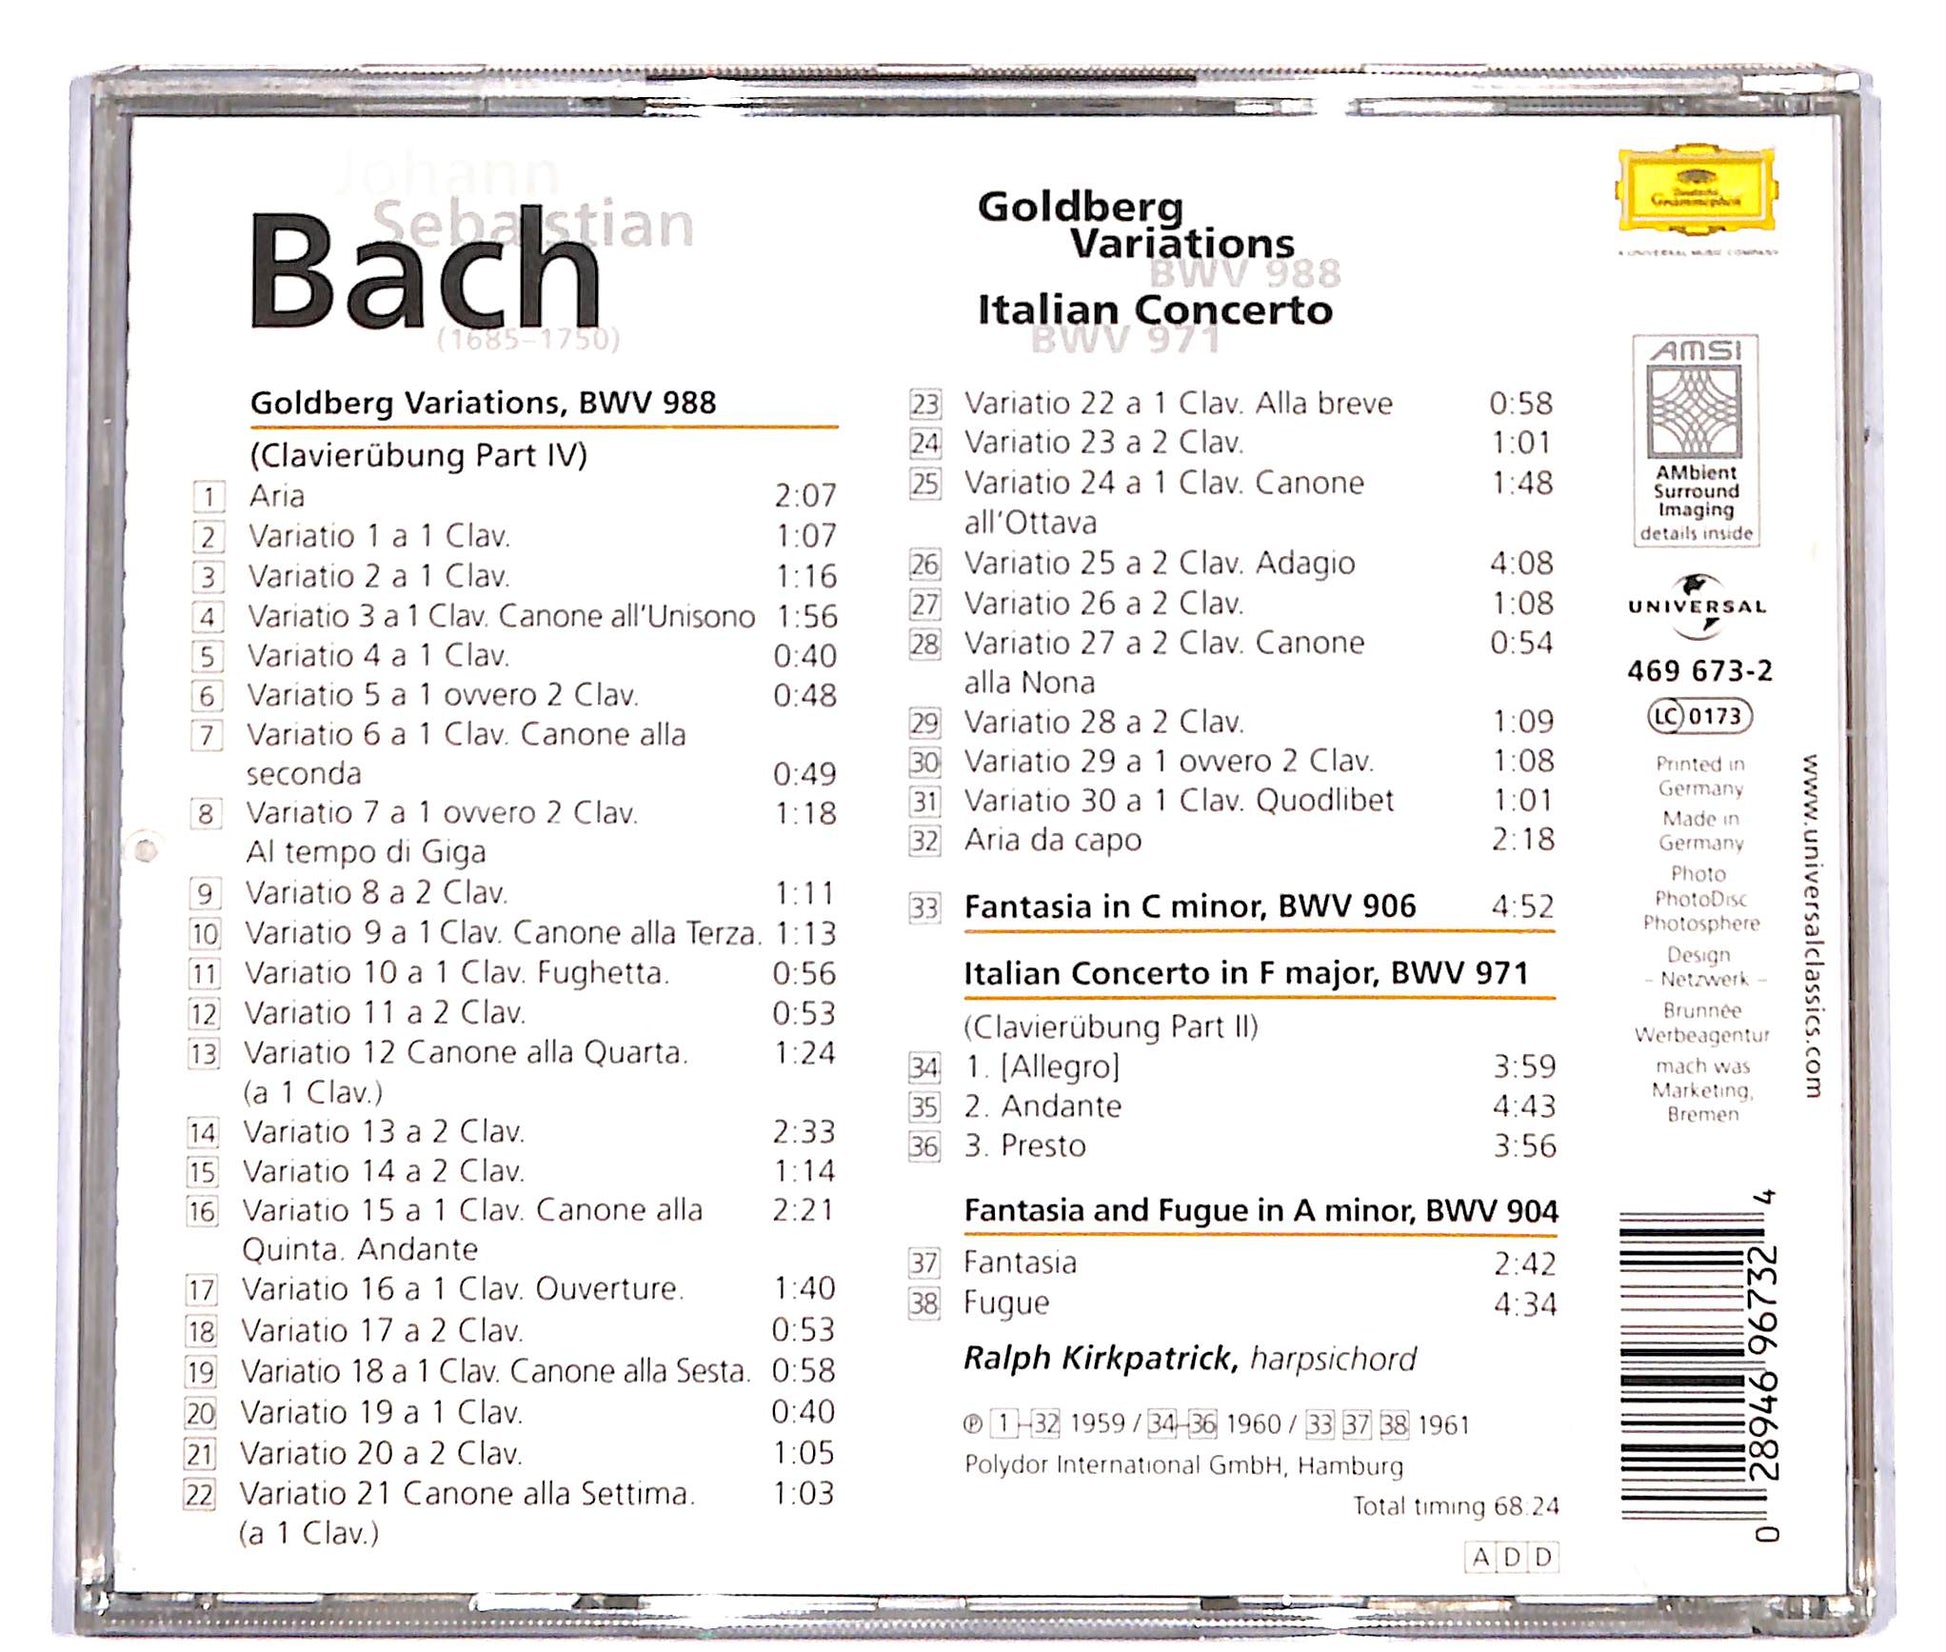 Johann
Sebastian
Bach
(1685–1750)
Goldberg
Variations
BWV 988
Italian Concerto
BWV 971
Goldberg Variations, BWV 988
(Clavierübung Part IV)
1 Aria 2:07
2 Variatio 1 a 1 Clav. 1:07
3 Variatio 2 a 1 Clav. 1:16
4 Variatio 3 a 1 Clav. Canone all'Unisono 1:56
5 Variatio 4 a 1 Clav. 0:40
6 Variatio 5 a 1 ovvero 2 Clav. 0:48
7 Variatio 6 a 1 Clav. Canone alla
seconda 0:49
8 Variatio 7 a 1 ovvero 2 Clav. 1:18
Al tempo di Giga
9 Variatio 8 a 2 Clav. 1:11
10 Variatio 9 a 1 Clav. Canone alla Terza. 1:13
11 Variatio 10 a 1 Clav. Fughetta. 0:56
12 Variatio 11 a 2 Clav. 0:53
13 Variatio 12 Canone alla Quarta. 1:24
(a 1 Clav.)
14 Variatio 13 a 2 Clav. 2:33
15 Variatio 14 a 2 Clav. 1:14
16 Variatio 15 a 1 Clav. Canone alla 2:21
Quinta. Andante
17 Variatio 16 a 1 Clav. Ouverture. 1:40
18 Variatio 17 a 2 Clav. 0:53
19 Variatio 18 a 1 Clav. Canone alla Sesta. 0:58
20 Variatio 19 a 1 Clav. 0:40
21 Variatio 20 a 2 Clav. 1:05
22 Variatio 21 Canone alla Settima. 1:03
(a 1 Clav.)
23 Variatio 22 a 1 Clav. Alla breve 0:58
24 Variatio 23 a 2 Clav. 1:01
25 Variatio 24 a 1 Clav. Canone 1:48
all'Ottava
26 Variatio 25 a 2 Clav. Adagio 4:08
27 Variatio 26 a 2 Clav. 1:08
28 Variatio 27 a 2 Clav. Canone 0:54
alla Nona
29 Variatio 28 a 2 Clav. 1:09
30 Variatio 29 a 1 ovvero 2 Clav. 1:08
31 Variatio 30 a 1 Clav. Quodlibet 1:01
32 Aria da capo 2:18
33 Fantasia in C minor, BWV 906 4:52
Italian Concerto in F major, BWV 971
(Clavierübung Part II)
34 1. [Allegro] 3:59
35 2. Andante 4:43
36 3. Presto 3:56
Fantasia and Fugue in A minor, BWV 904
37 Fantasia 2:42
38 Fugue 4:34
Ralph Kirkpatrick, harpsichord
℗ 1–32 1959 / 34–36 1960 / 33 37 38 1961
Polydor International GmbH, Hamburg
Total timing 68:24
A D D
Deutsche
Grammophon
A UNIVERSAL MUSIC COMPANY
AMSI
AMbient
Surround
Imaging
details inside
UNIVERSAL
469 673-2
LC 0173
Printed in
Germany
Made in
Germany
Photo
PhotoDisc
Photosphere
Design
– Netzwerk –
Brunnée
Werbeagentur
mach was
Marketing,
Bremen
www.universalclassics.com
0 28946 96732 4